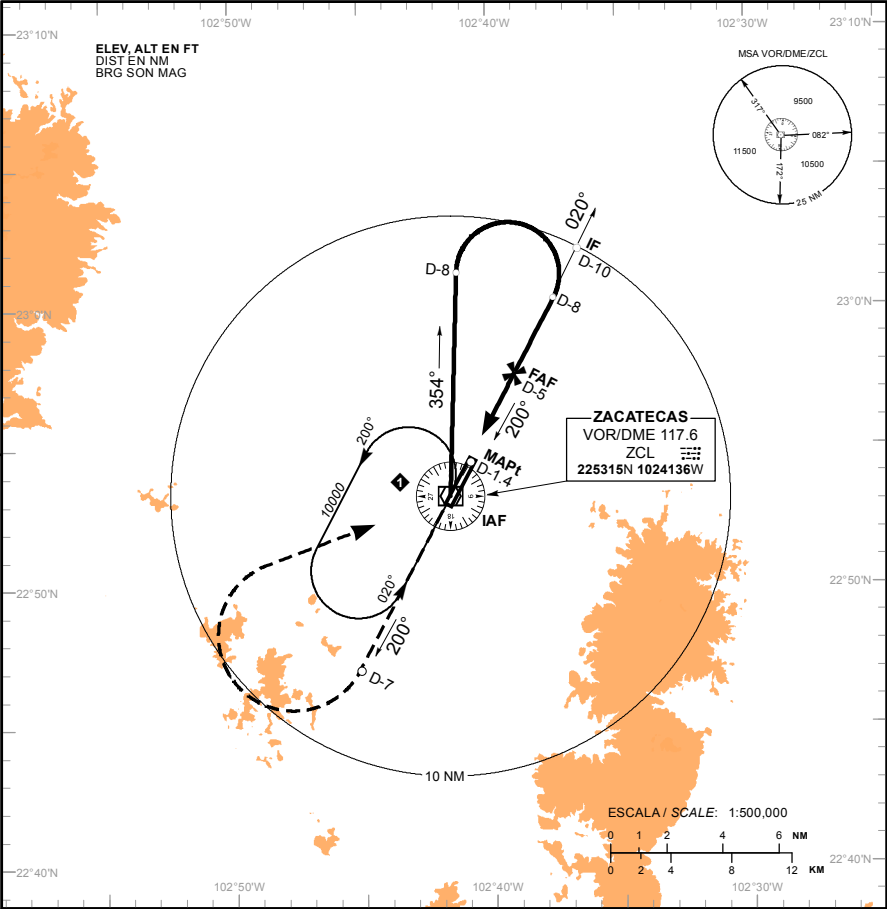 102°50'W
102°40'W
102°30'W
23°10'N
23°10'N
ELEV, ALT EN FT
DIST EN NM
BRG SON MAG
MSA VOR/DME/ZCL
317°
9500
082°
11500
10500
172°
25 NM
020°
IF
D-10
D-8
D-8
23°0'N
23°0'N
FAF
D-5
354°
200°
ZACATECAS
VOR/DME 117.6
ZCL
225315N 1024136W
200°
MAPt
D-1.4
1
10000
27
9
18
IAF
22°50'N
22°50'N
020°
200°
D-7
10 NM
ESCALA / SCALE: 1:500,000
0 1 2 4 6 NM
0 2 4 8 12 KM
22°40'N
22°40'N
102°50'W
102°40'W
102°30'W